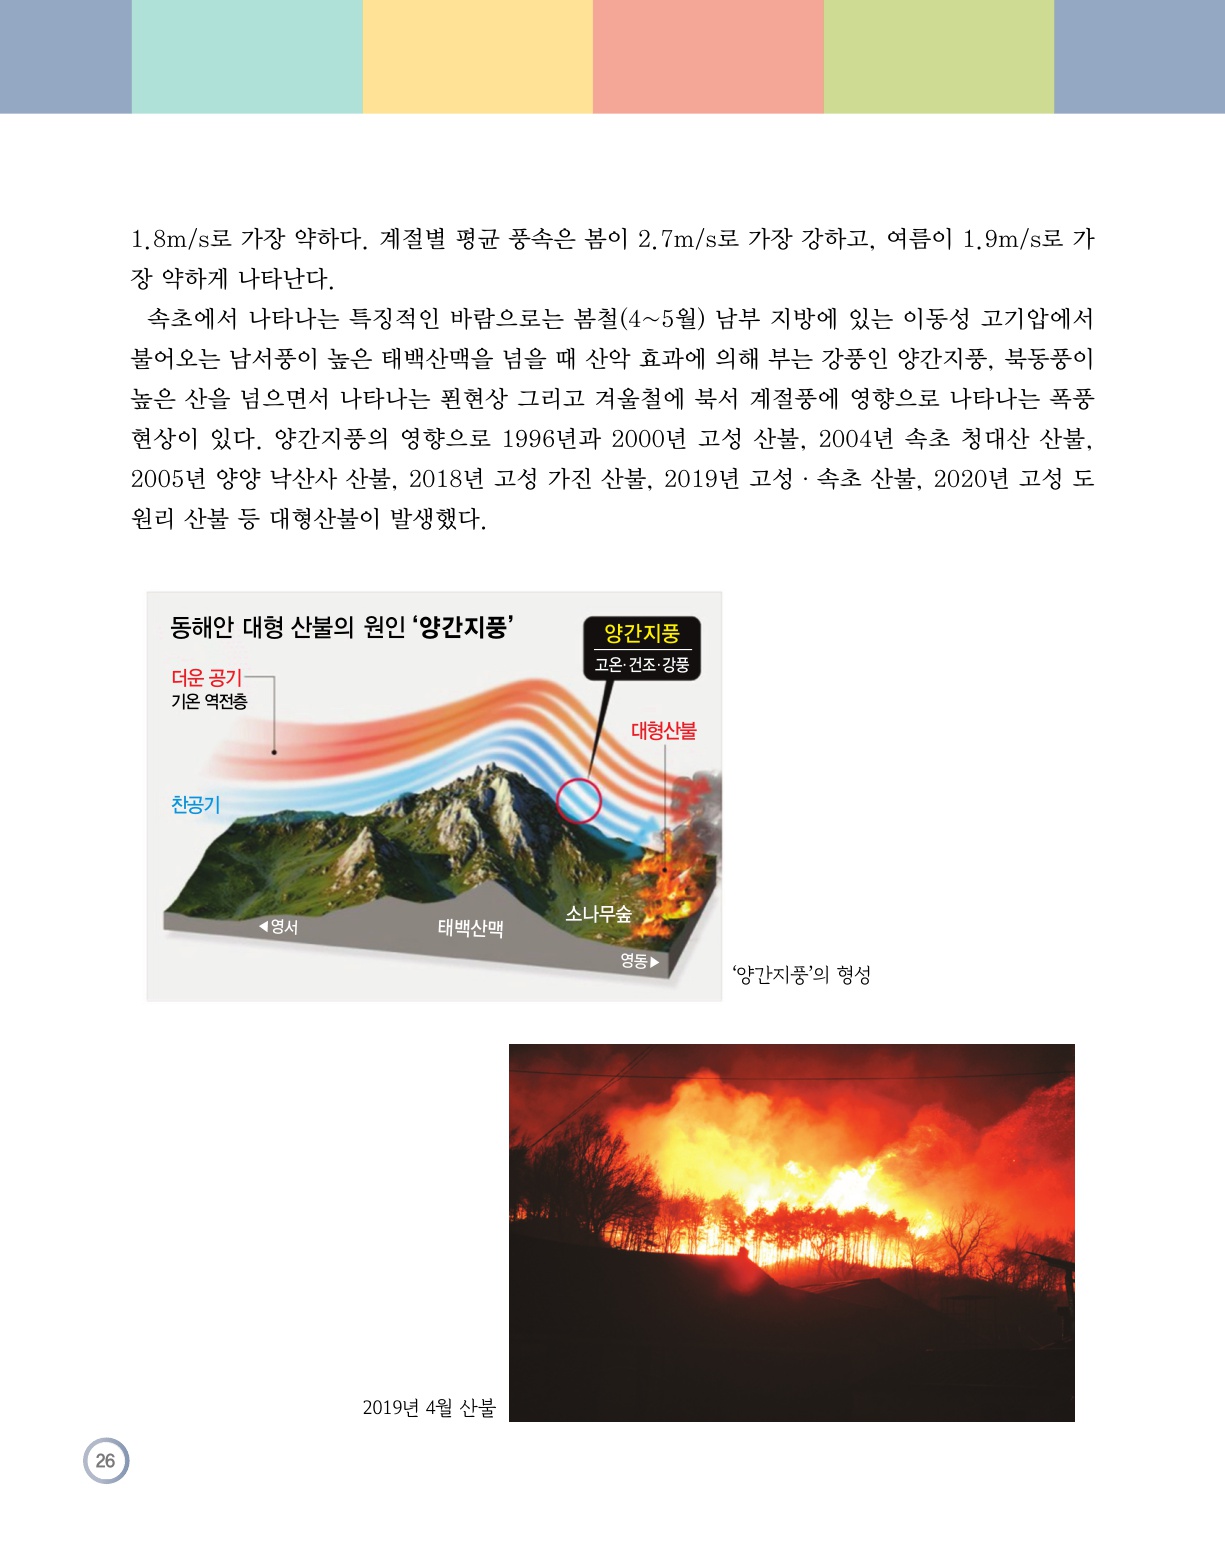 1.8m/s로 가장 약하다. 계절별 평균 풍속은 봄이 2.7m/s로 가장 강하고, 여름이 1.9m/s로 가
장 약하게 나타난다.
속초에서 나타나는 특징적인 바람으로는 봄철(4~5월) 남부 지방에 있는 이동성 고기압에서
불어오는 남서풍이 높은 태백산맥을 넘을 때 산악 효과에 의해 부는 강풍인 양간지풍, 북동풍이
높은 산을 넘으면서 나타나는 푄현상 그리고 겨울철에 북서 계절풍에 영향으로 나타나는 폭풍
현상이 있다. 양간지풍의 영향으로 1996년과 2000년 고성 산불, 2004년 속초 청대산 산불,
2005년 양양 낙산사 산불, 2018년 고성 가진 산불, 2019년 고성·속초 산불, 2020년 고성 도
원리 산불 등 대형산불이 발생했다.
동해안 대형 산불의 원인 ‘양간지풍’
양간지풍
고온·건조·강풍
더운 공기
기온 역전층
대형산불
찬공기
소나무숲
◀영서
태백산맥
영동▶
‘양간지풍’의 형성
2019년 4월 산불
26